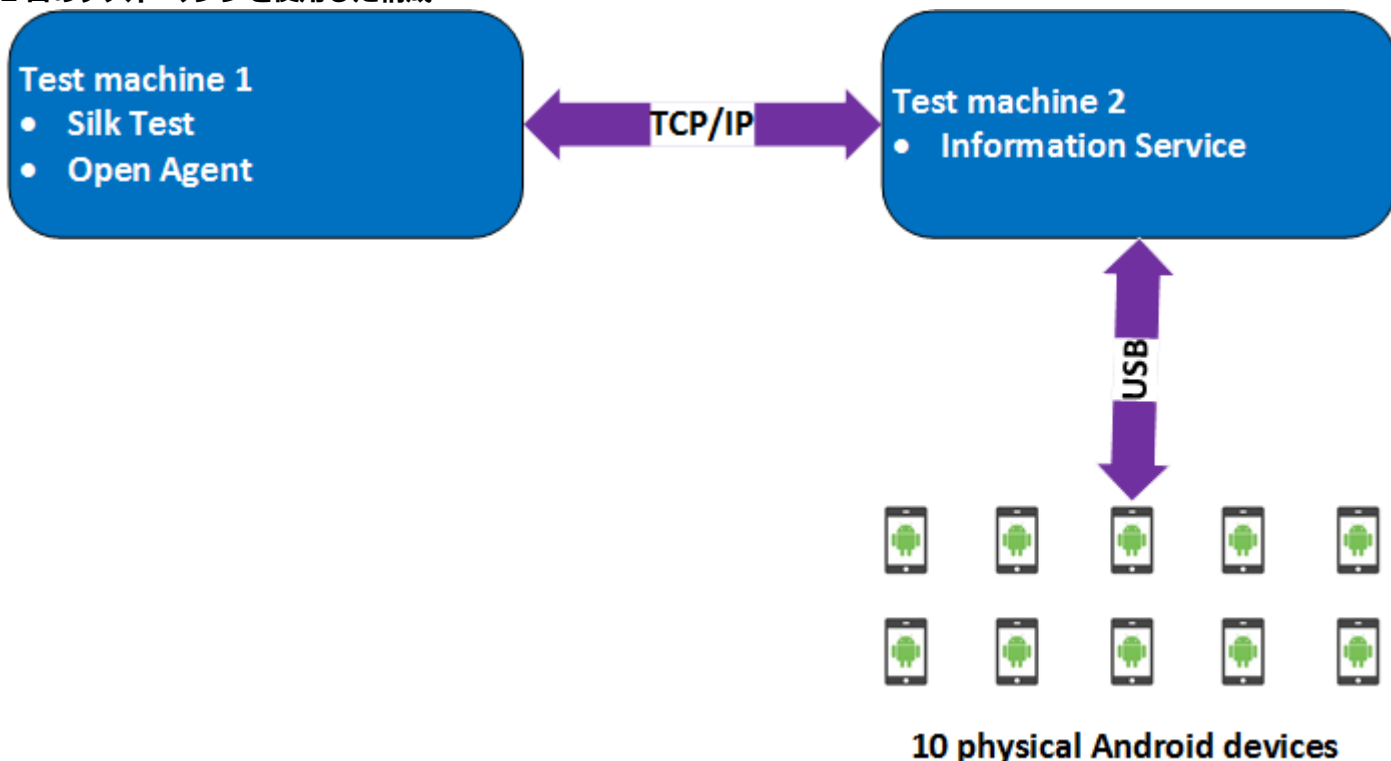 Test machine 1
• Silk Test
• Open Agent
TCP/IP
Test machine 2
• Information Service
USB
10 physical Android devices